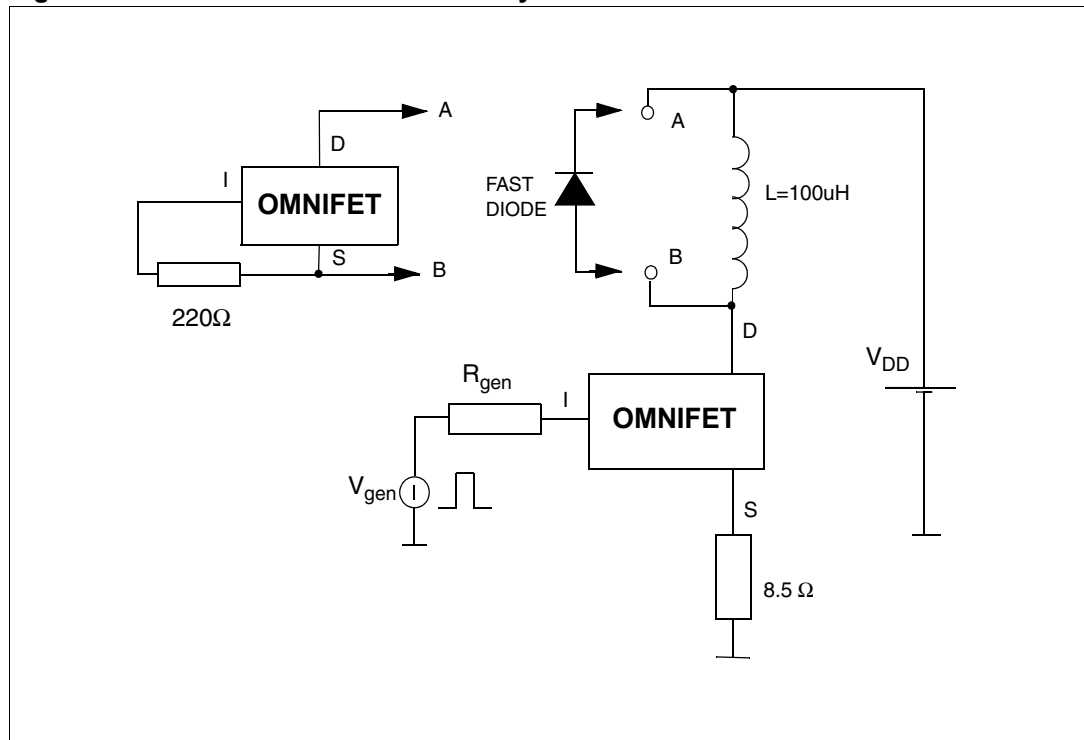 A
D
I
OMNIFET
S
B
220Ω
FAST
DIODE
A
L=100uH
B
D
V_DD
R_gen
I
OMNIFET
V_gen
S
8.5 Ω